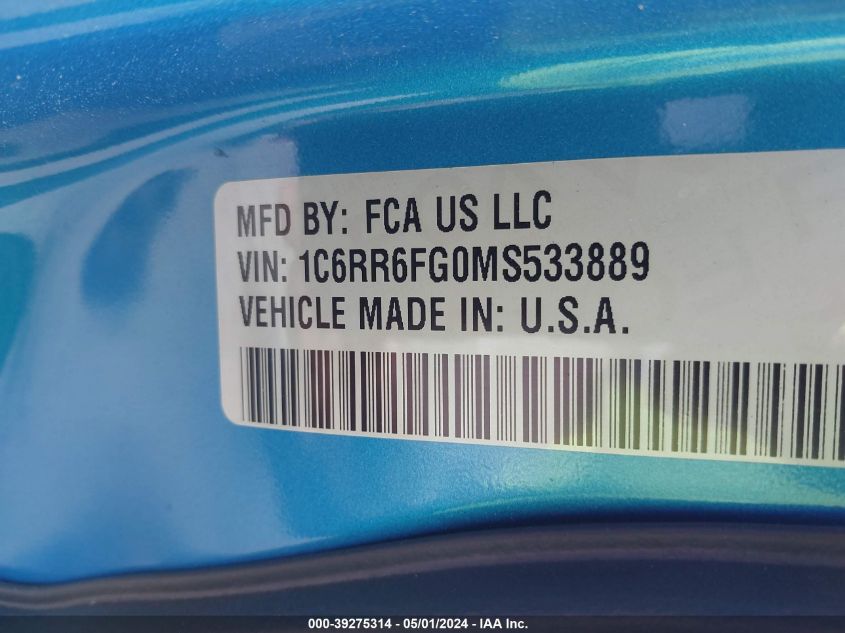 MFD BY: FCA US LLC
VIN: 1C6RR6FG0MS533889
VEHICLE MADE IN: U.S.A.
000-39275314 - 05/01/2024 - IAA Inc.